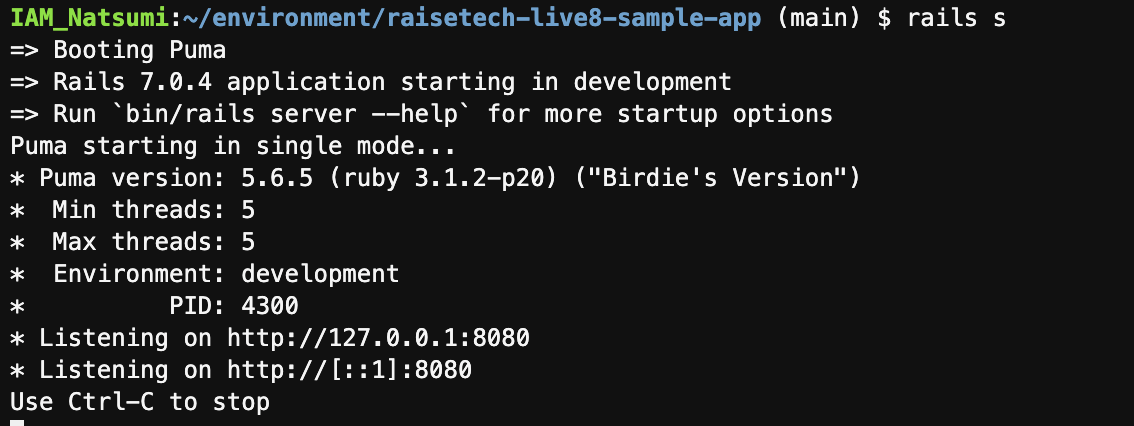 IAM_Natsumi:~/environment/raisetech-live8-sample-app (main) $ rails s
=> Booting Puma
=> Rails 7.0.4 application starting in development
=> Run `bin/rails server --help` for more startup options
Puma starting in single mode...
* Puma version: 5.6.5 (ruby 3.1.2-p20) ("Birdie's Version")
*  Min threads: 5
*  Max threads: 5
*  Environment: development
*          PID: 4300
* Listening on http://127.0.0.1:8080
* Listening on http://[::1]:8080
Use Ctrl-C to stop